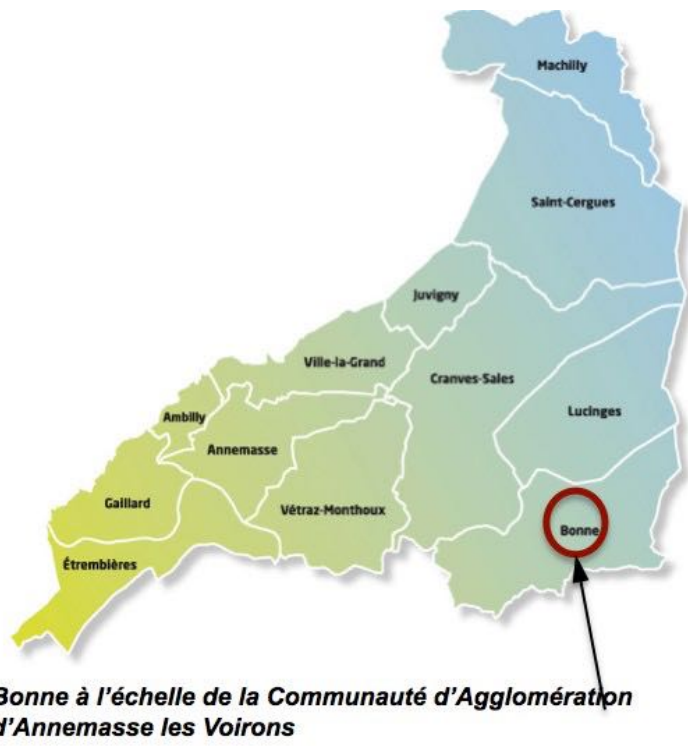 Machilly
Saint-Cergues
Juvigny
Ville-la-Grand
Cranves-Sales
Lucinges
Ambilly
Annemasse
Gaillard
Vétraz-Monthoux
Bonne
Étrembières
Bonne à l'échelle de la Communauté d'Agglomération
d'Annemasse les Voirons